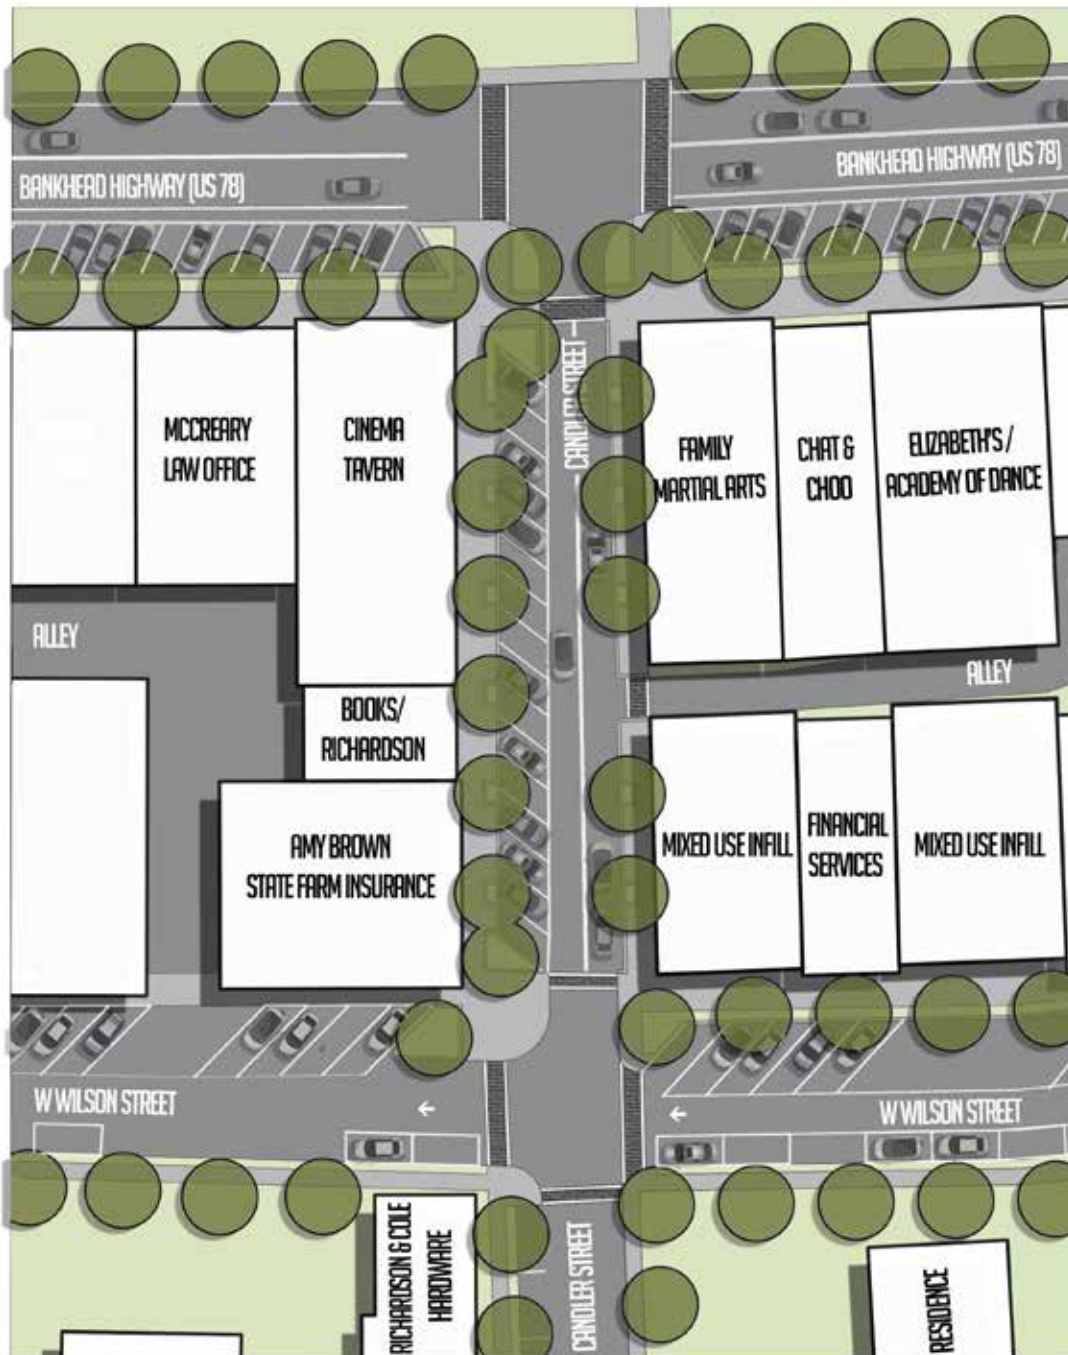 BANKHEAD HIGHWAY (US 78)
BANKHEAD HIGHWAY (US 78)
MCCREARY
LAW OFFICE
CINEMA
TAVERN
CANDLER STREET
FAMILY
MARTIAL ARTS
CHAT &
CHOO
ELIZABETH'S /
ACADEMY OF DANCE
ALLEY
ALLEY
BOOKS/
RICHARDSON
AMY BROWN
STATE FARM INSURANCE
MIXED USE INFILL
FINANCIAL
SERVICES
MIXED USE INFILL
W WILSON STREET
W WILSON STREET
RICHARDSON & COLE
HARDWARE
CANDLER STREET
RESIDENCE